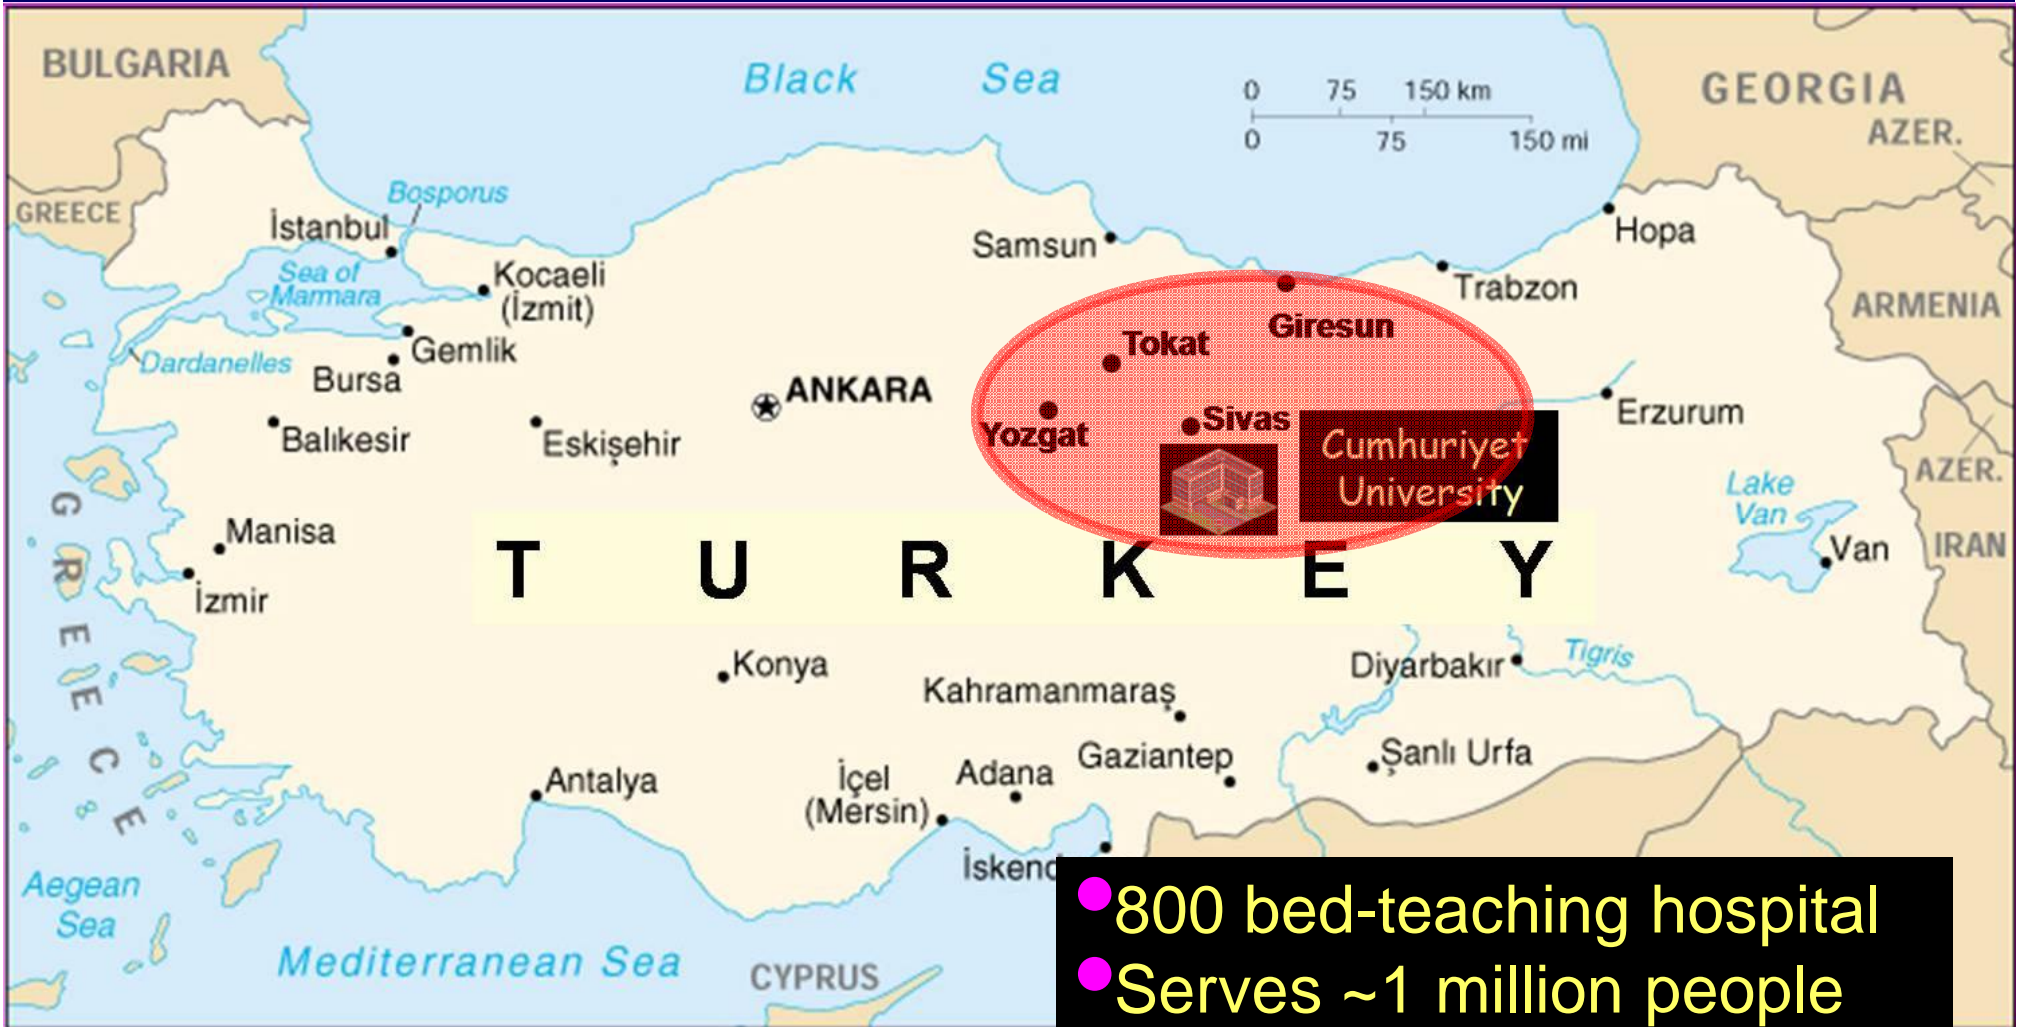 BULGARIA
Black Sea
0 75 150 km
0 75 150 mi
GEORGIA
AZER.
GREECE
Bosporus
İstanbul
Sea of
Marmara
Kocaeli
(İzmit)
Samsun
Hopa
Trabzon
ARMENIA
Giresun
Tokat
Dardanelles
Gemlik
Bursa
ANKARA
Yozgat
Sivas
Erzurum
Balıkesir
Eskişehir
Cumhuriyet
University
AZER.
Lake
Van
Van
IRAN
GREECE
Manisa
İzmir
TURKEY
Konya
Kahramanmaraş
Diyarbakır
Tigris
Gaziantep
Şanlı Urfa
Antalya
İçel
(Mersin)
Adana
İskend
Aegean
Sea
Mediterranean Sea
CYPRUS
•800 bed-teaching hospital
•Serves ~1 million people